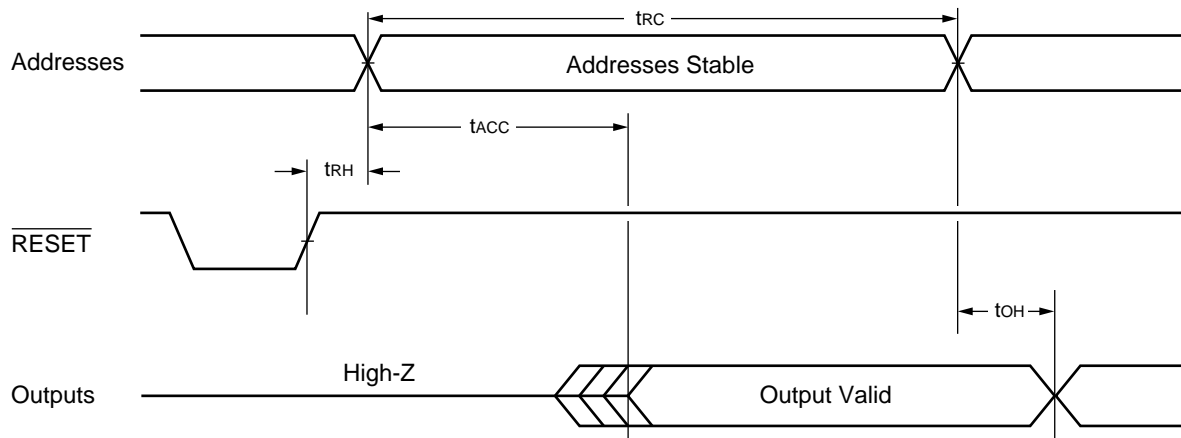 tRC
Addresses
Addresses Stable
tACC
tRH
RESET
tOH
High-Z
Outputs
Output Valid